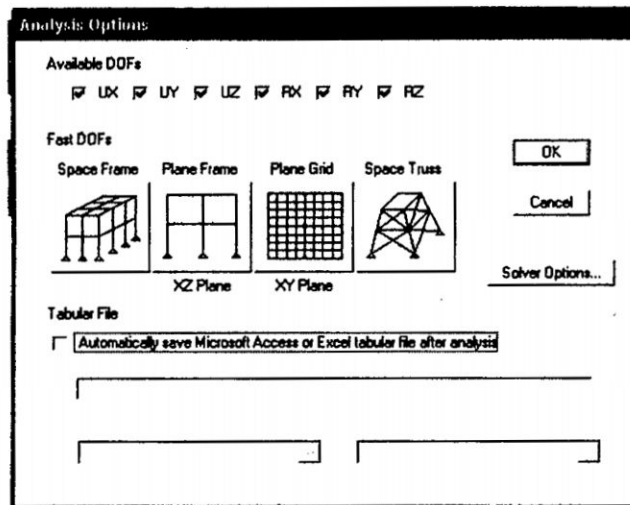 Analysis Options
Available DOFs
UX UY UZ RX RY RZ
Fast DOFs
Space Frame Plane Frame Plane Grid Space Truss
OK
Cancel
XZ Plane XY Plane
Solver Options...
Tabular File
Automatically save Microsoft Access or Excel tabular file after analysis